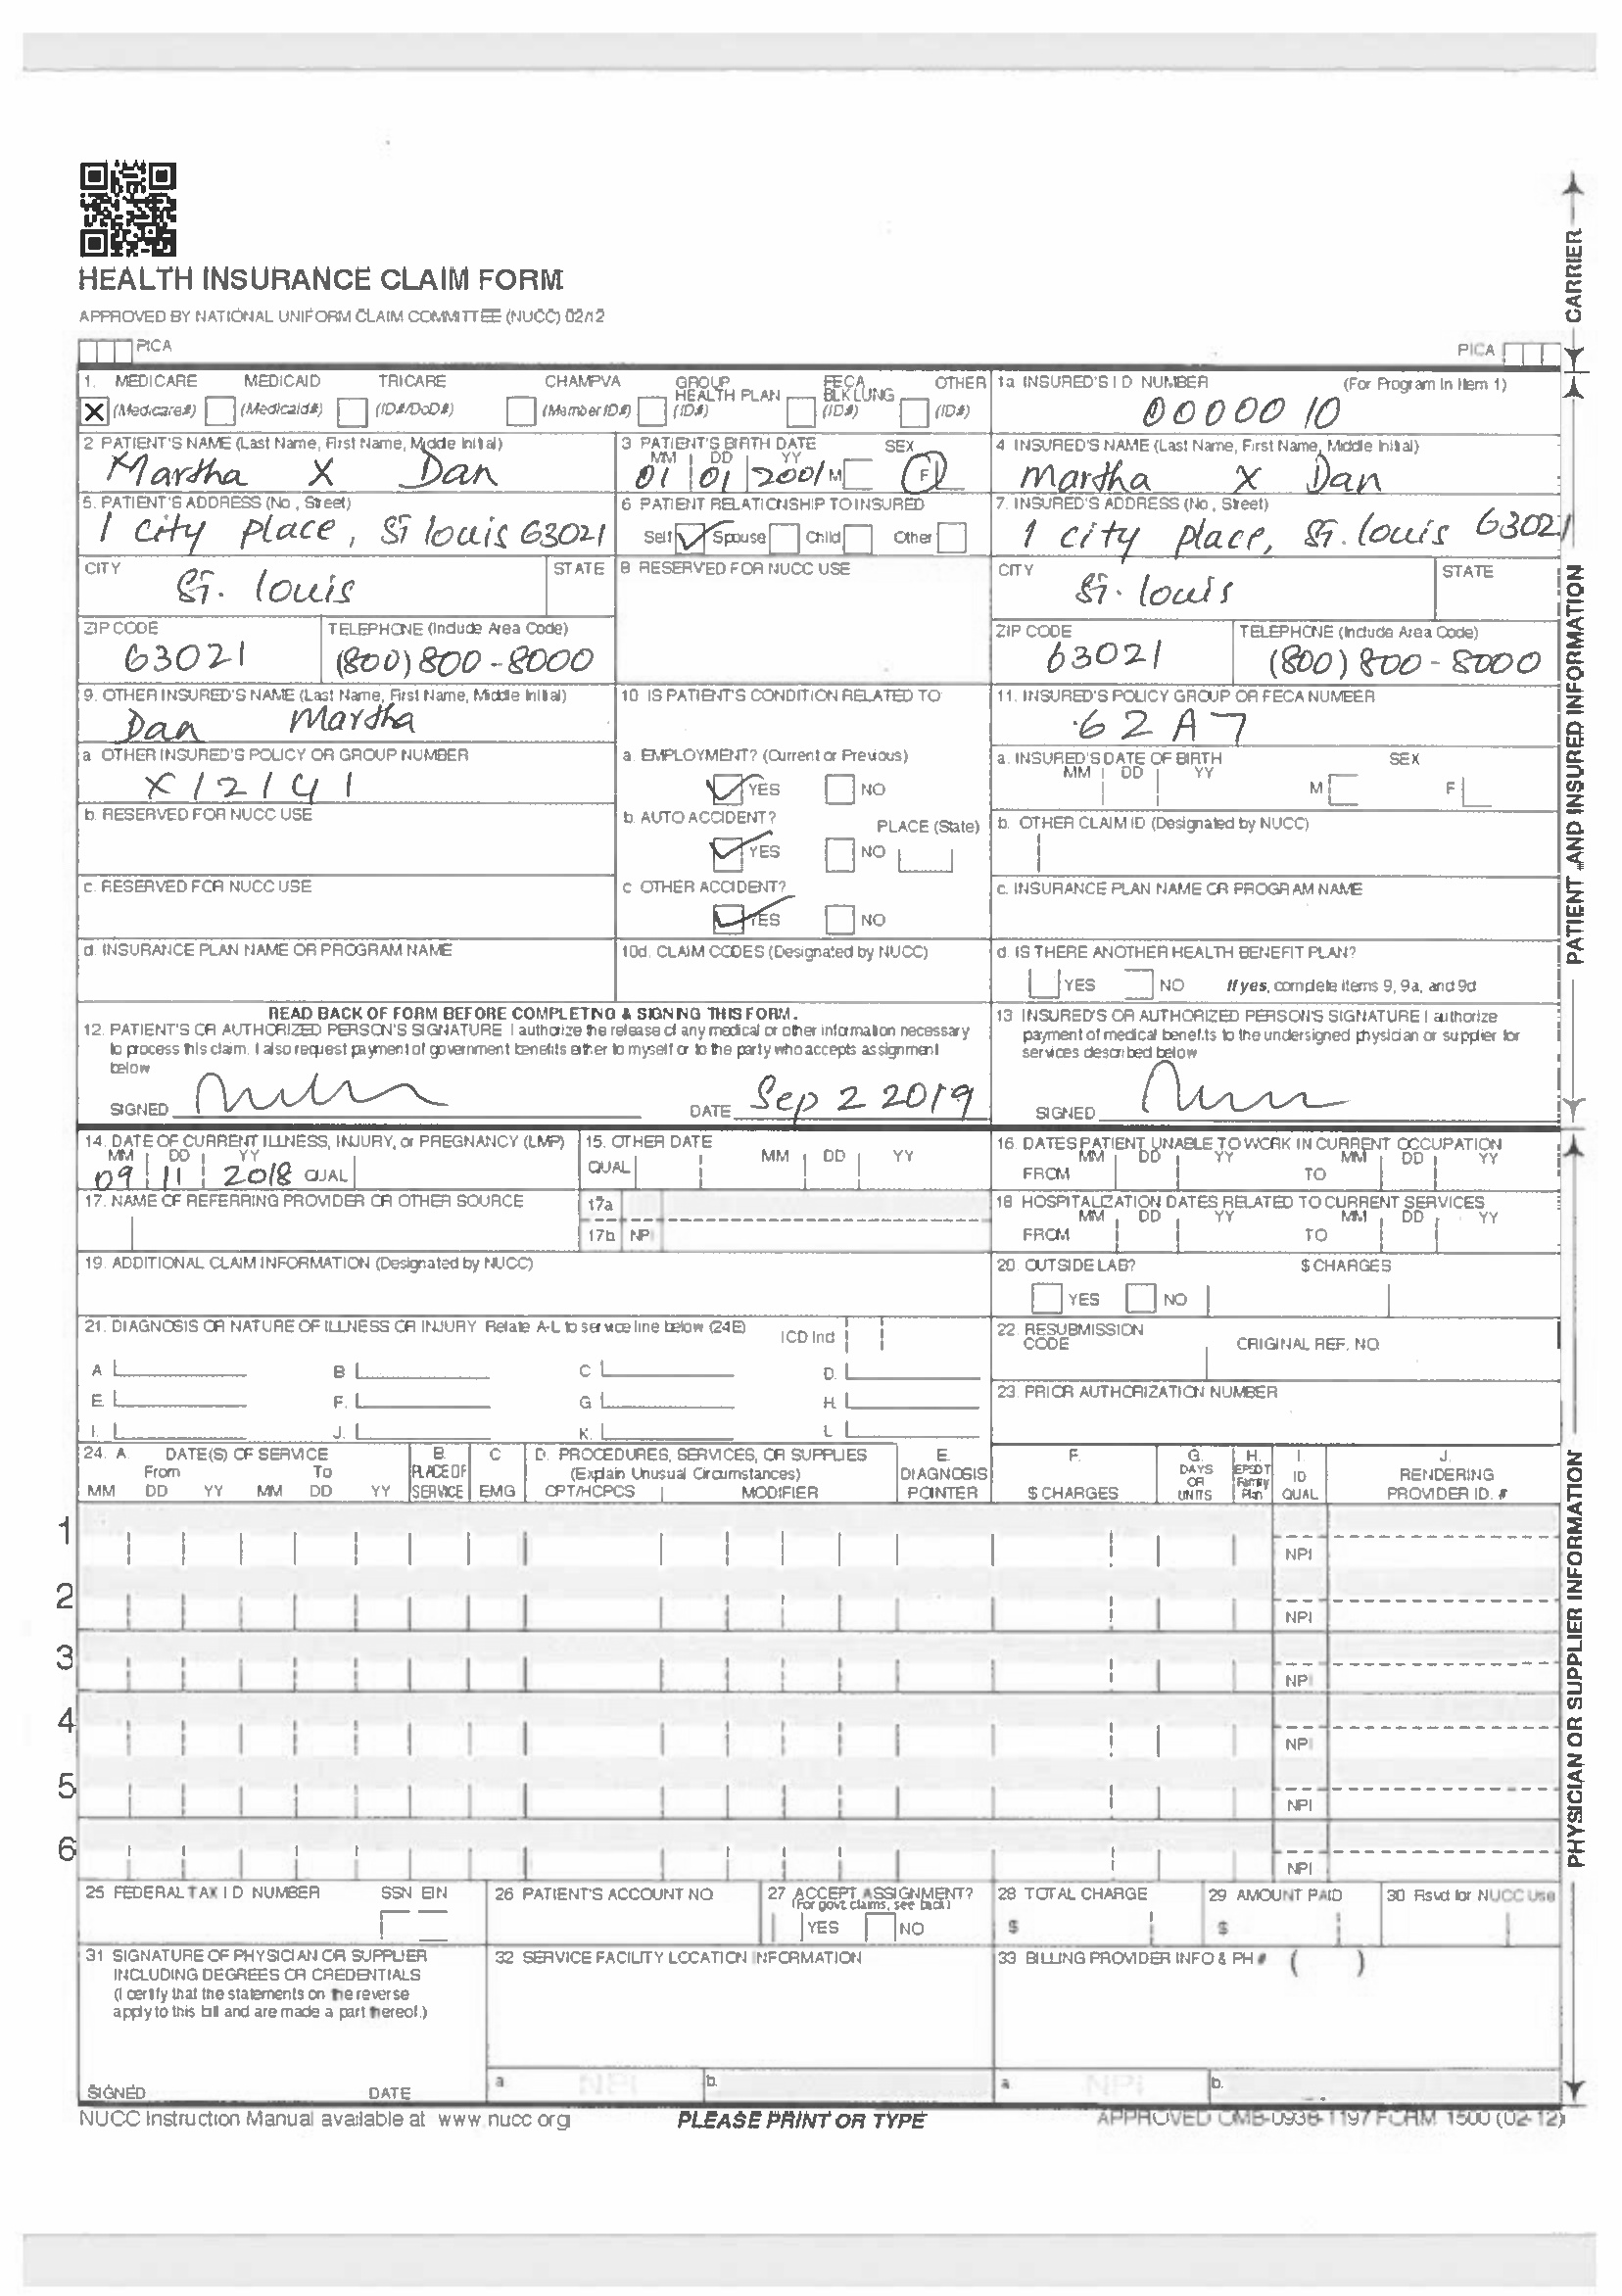 HEALTH INSURANCE CLAIM FORM
APPROVED BY NATIONAL UNIFORM CLAIM COMMITTEE (NUCC) 02/12
PICA
PICA
CARRIER
1. MEDICARE MEDICAID TRICARE CHAMPVA GROUP HEALTH PLAN FECA BLK LUNG OTHER
X (Medicare#) (Medicaid#) (ID#/DoD#) (Member ID#) (ID#) (ID#) (ID#)
1a INSURED'S I D NUMBER (For Program In Item 1)
0000010
2 PATIENT'S NAME (Last Name, First Name, Middle Initial)
Martha X Dan
3 PATIENT'S BIRTH DATE SEX
MM DD YY
01 01 2001 M F
4 INSURED'S NAME (Last Name, First Name, Middle Initial)
Martha X Dan
5. PATIENT'S ADDRESS (No, Street)
1 city place, St louis 63021
6 PATIENT RELATIONSHIP TO INSURED
Self Spouse Child Other
7. INSURED'S ADDRESS (No, Street)
1 city place, St. louis 63021
CITY STATE
St. louis
8 RESERVED FOR NUCC USE
CITY STATE
St. louis
ZIP CODE TELEPHONE (Include Area Code)
63021 (800) 800-8000
ZIP CODE TELEPHONE (Include Area Code)
63021 (800) 800-8000
9. OTHER INSURED'S NAME (Last Name, First Name, Middle Initial)
Dan Martha
10 IS PATIENT'S CONDITION RELATED TO
11. INSURED'S POLICY GROUP OR FECA NUMBER
62A7
a OTHER INSURED'S POLICY OR GROUP NUMBER
X12141
a. EMPLOYMENT? (Current or Previous)
YES NO
a. INSURED'S DATE OF BIRTH SEX
MM DD YY M F
b. RESERVED FOR NUCC USE
b. AUTO ACCIDENT? PLACE (State)
YES NO
b. OTHER CLAIM ID (Designated by NUCC)
c. RESERVED FOR NUCC USE
c OTHER ACCIDENT?
YES NO
c. INSURANCE PLAN NAME OR PROGRAM NAME
d. INSURANCE PLAN NAME OR PROGRAM NAME
10d. CLAIM CODES (Designated by NUCC)
d. IS THERE ANOTHER HEALTH BENEFIT PLAN?
YES NO If yes, complete items 9, 9a, and 9d
PATIENT AND INSURED INFORMATION
READ BACK OF FORM BEFORE COMPLETING & SIGNING THIS FORM.
12. PATIENT'S OR AUTHORIZED PERSON'S SIGNATURE I authorize the release of any medical or other information necessary
to process this claim. I also request payment of government benefits either to myself or to the party who accepts assignment
below
SIGNED DATE Sep 2 2019
13 INSURED'S OR AUTHORIZED PERSON'S SIGNATURE I authorize
payment of medical benefits to the undersigned physician or supplier for
services described below
SIGNED
14. DATE OF CURRENT ILLNESS, INJURY, or PREGNANCY (LMP)
MM DD YY
09 11 2018 QUAL
15. OTHER DATE
QUAL MM DD YY
16. DATES PATIENT UNABLE TO WORK IN CURRENT OCCUPATION
MM DD YY MM DD YY
FROM TO
17. NAME OF REFERRING PROVIDER OR OTHER SOURCE
17a
17b NPI
18 HOSPITALIZATION DATES RELATED TO CURRENT SERVICES
MM DD YY MM DD YY
FROM TO
19. ADDITIONAL CLAIM INFORMATION (Designated by NUCC)
20. OUTSIDE LAB? $ CHARGES
YES NO
21. DIAGNOSIS OR NATURE OF ILLNESS OR INJURY Relate A-L to service line below (24E) ICD Ind
A B C D.
E. F. G H.
I. J. K. L
22. RESUBMISSION
CODE ORIGINAL REF. NO
23. PRIOR AUTHORIZATION NUMBER
24. A DATE(S) OF SERVICE B. C D. PROCEDURES, SERVICES, OR SUPPLIES E. F. G. H. I. J.
From To PLACE OF (Explain Unusual Circumstances) DIAGNOSIS DAYS OR EPSDT Family ID RENDERING
MM DD YY MM DD YY SERVICE EMG CPT/HCPCS MODIFIER POINTER $ CHARGES UNITS Plan QUAL PROVIDER ID. #
1 NPI
2 NPI
3 NPI
4 NPI
5 NPI
6 NPI
PHYSICIAN OR SUPPLIER INFORMATION
25 FEDERAL TAX I D NUMBER SSN EIN
26 PATIENT'S ACCOUNT NO
27 ACCEPT ASSIGNMENT?
(For govt. claims, see back)
YES NO
28 TOTAL CHARGE
$
29 AMOUNT PAID
$
30 Rsvd for NUCC Use
31 SIGNATURE OF PHYSICIAN OR SUPPLIER
INCLUDING DEGREES OR CREDENTIALS
(I certify that the statements on the reverse
apply to this bill and are made a part thereof.)
SIGNED DATE
32 SERVICE FACILITY LOCATION INFORMATION
a NPI b.
33 BILLING PROVIDER INFO & PH # ( )
a NPI b.
NUCC Instruction Manual available at www nucc org
PLEASE PRINT OR TYPE
APPROVED OMB-0938-1197 FORM 1500 (02-12)